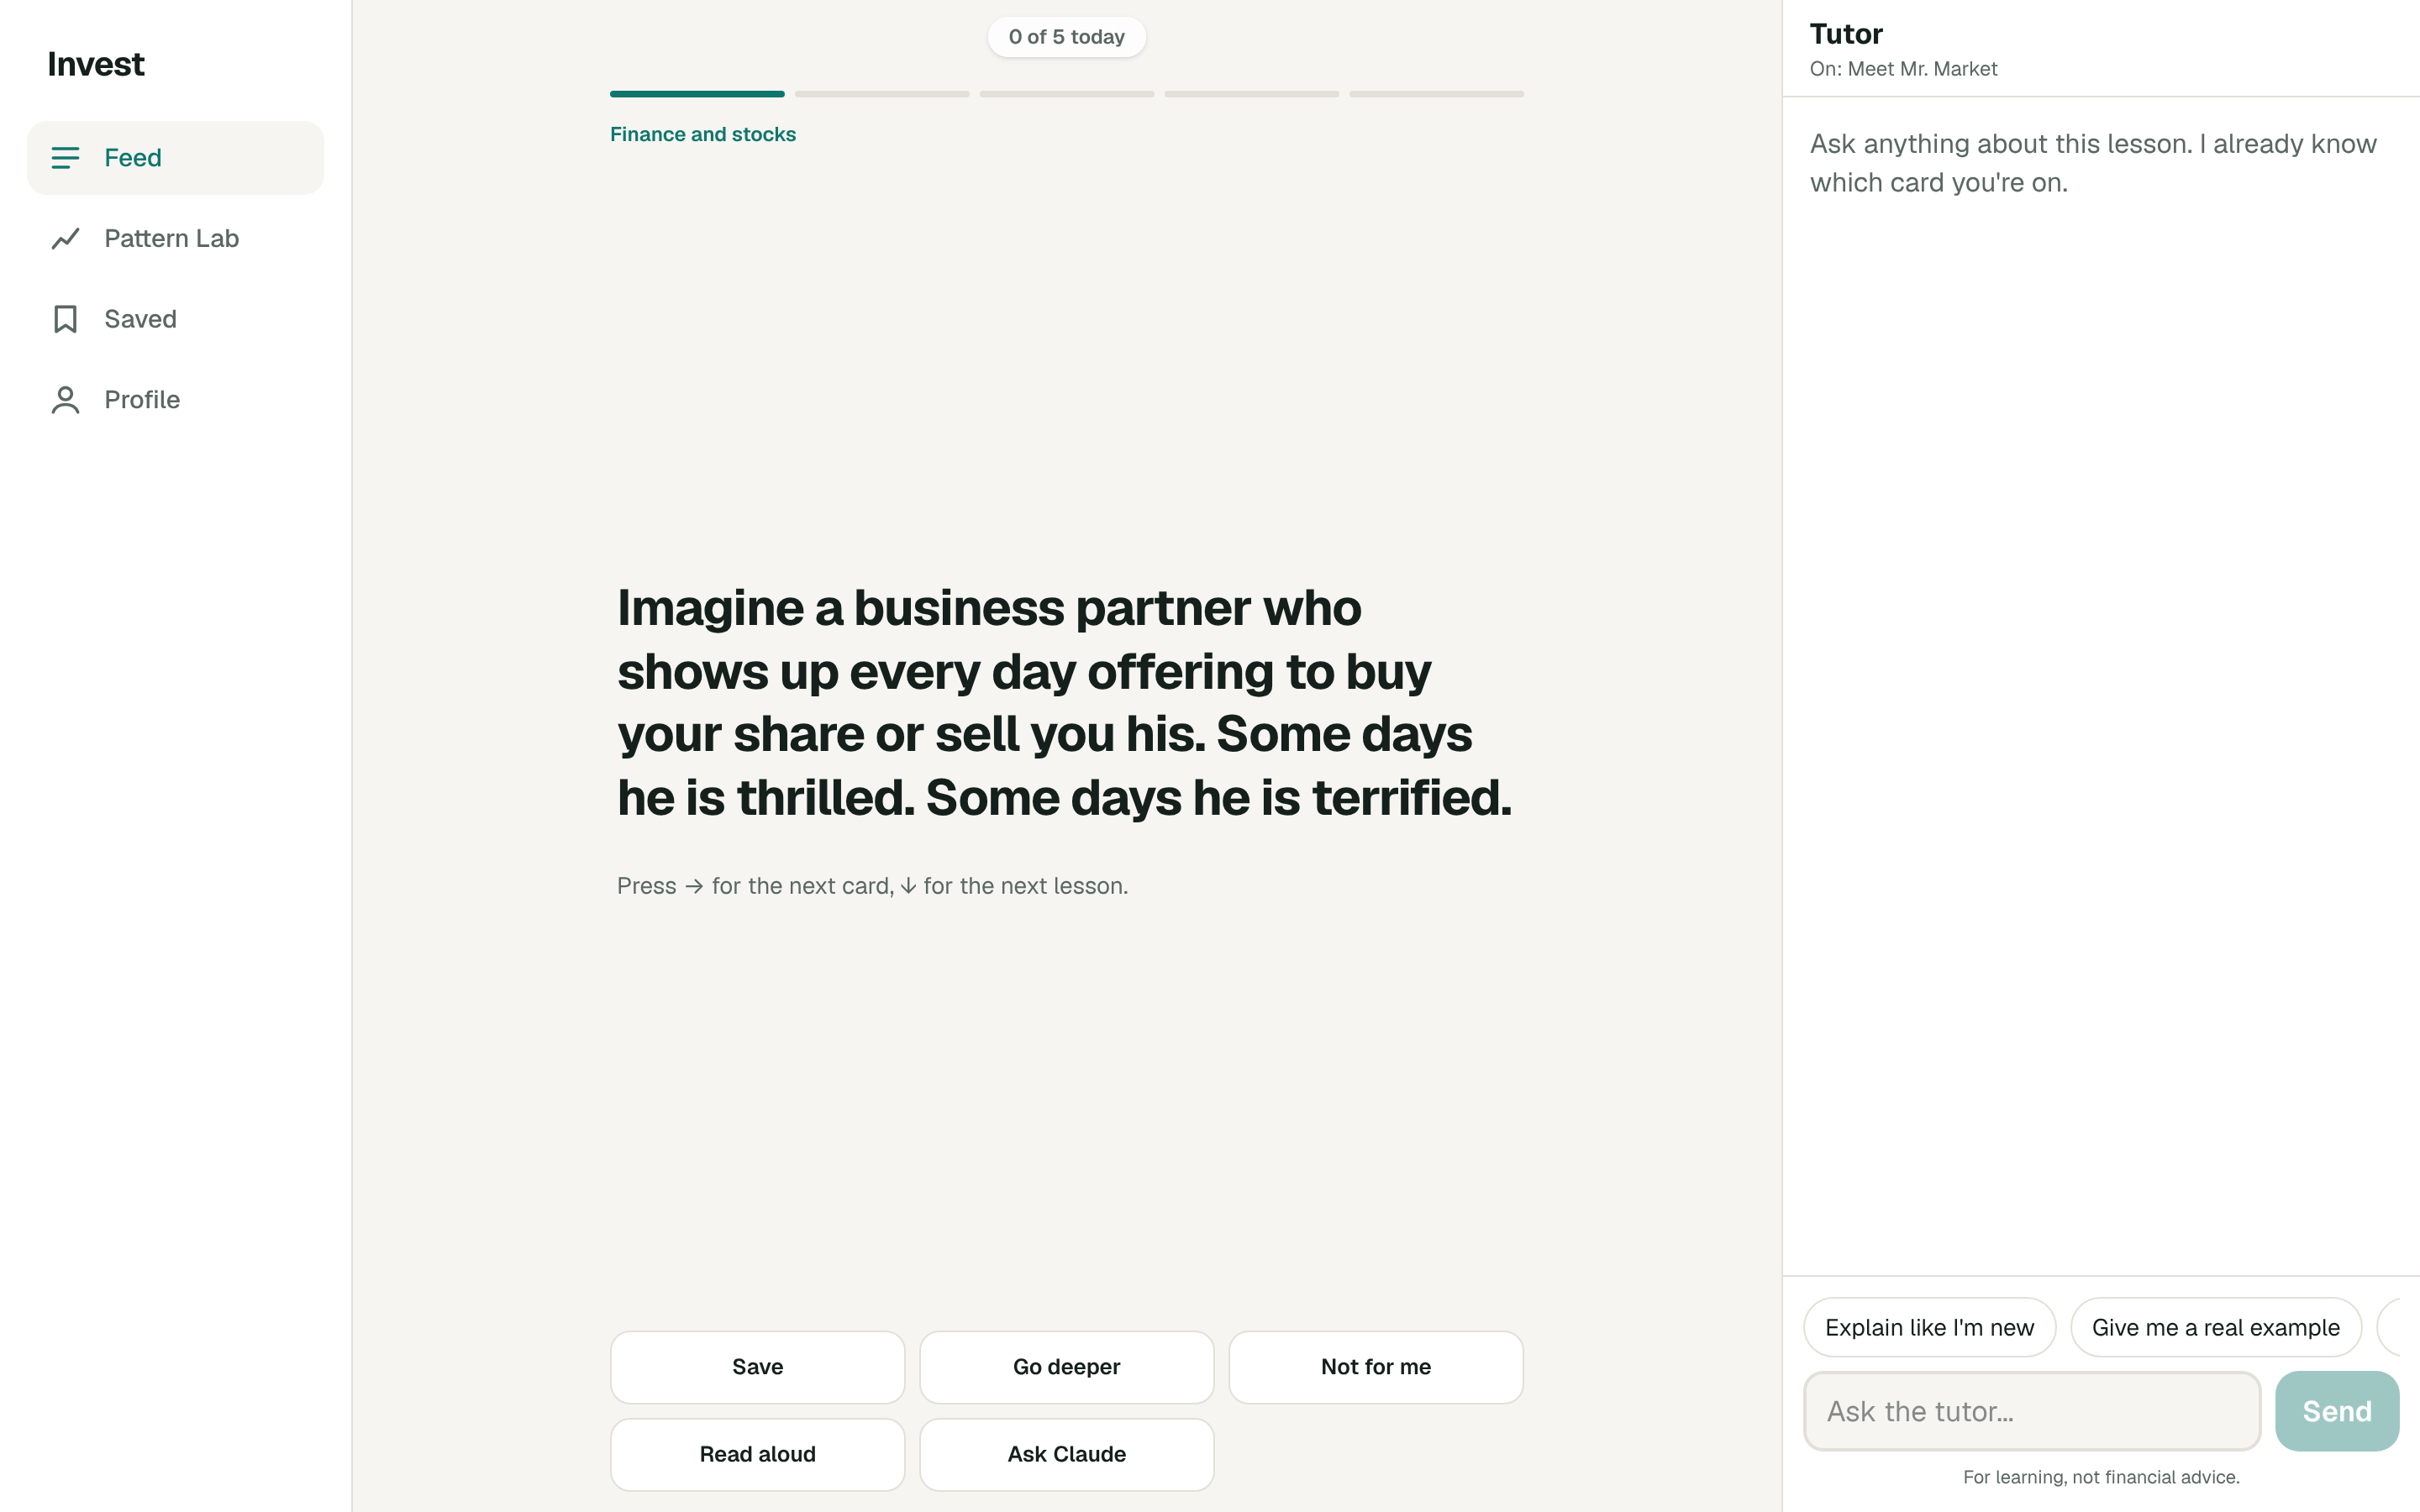 Invest
Feed
Pattern Lab
Saved
Profile
0 of 5 today
Finance and stocks
Imagine a business partner who
shows up every day offering to buy
your share or sell you his. Some days
he is thrilled. Some days he is terrified.
Press → for the next card, ↓ for the next lesson.
Save
Go deeper
Not for me
Read aloud
Ask Claude
Tutor
On: Meet Mr. Market
Ask anything about this lesson. I already know
which card you're on.
Explain like I'm new
Give me a real example
Ask the tutor...
Send
For learning, not financial advice.